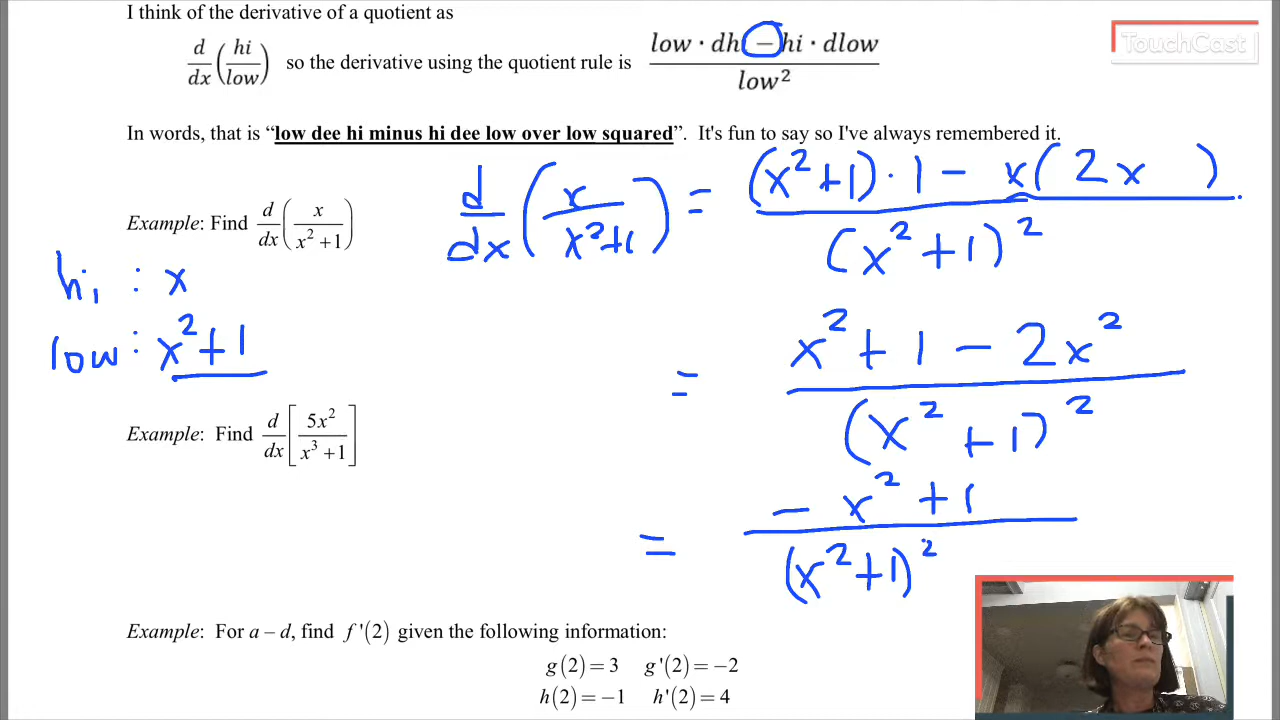 I think of the derivative of a quotient as
TouchCast
d/dx (hi/low) so the derivative using the quotient rule is (low · dhi − hi · dlow)/low²
In words, that is “low dee hi minus hi dee low over low squared”. It's fun to say so I've always remembered it.
Example: Find d/dx (x/(x² + 1))
d/dx (x/(x²+1)) = ((x²+1)·1 − x(2x ))/(x²+1)²
hi : x
low : x²+1
= (x² + 1 − 2x²)/(x² + 1)²
Example: Find d/dx [5x²/(x³ + 1)]
= (−x² + 1)/(x²+1)²
Example: For a – d, find f '(2) given the following information:
g(2) = 3 g'(2) = −2
h(2) = −1 h'(2) = 4